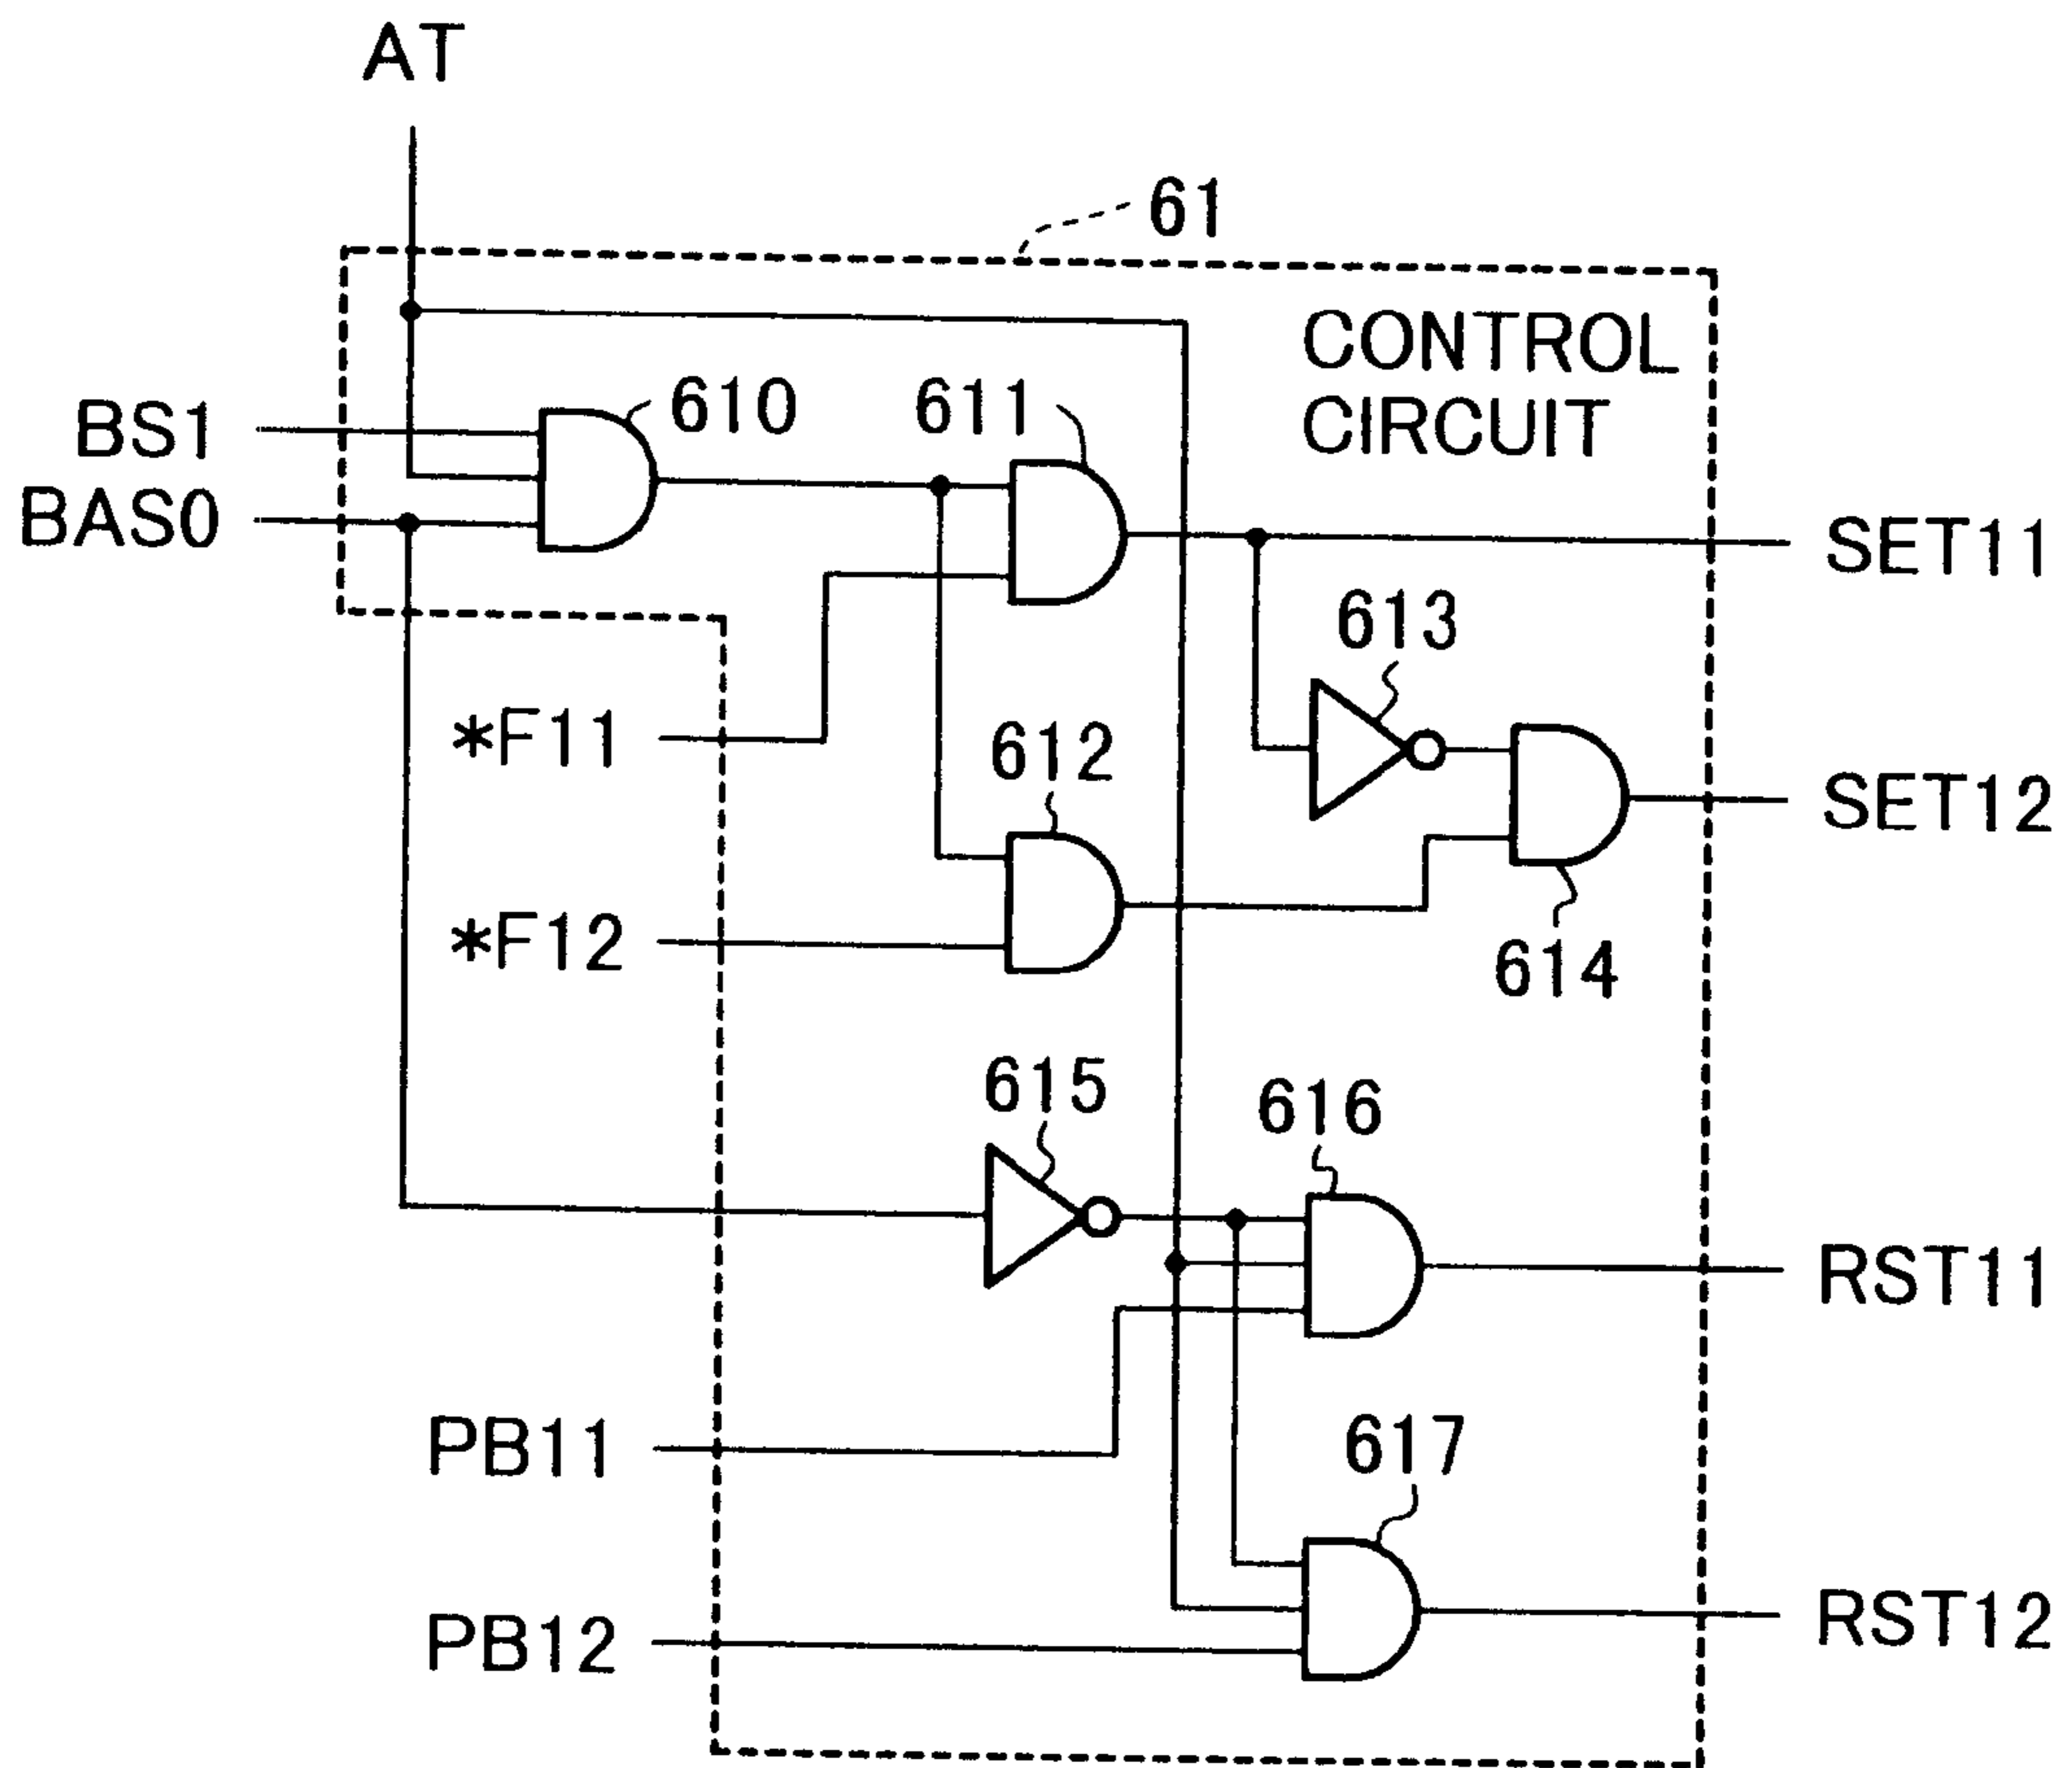 AT
61
CONTROL
CIRCUIT
BS1
610
611
BAS0
SET11
613
*F11
612
SET12
*F12
614
615
616
RST11
PB11
617
PB12
RST12